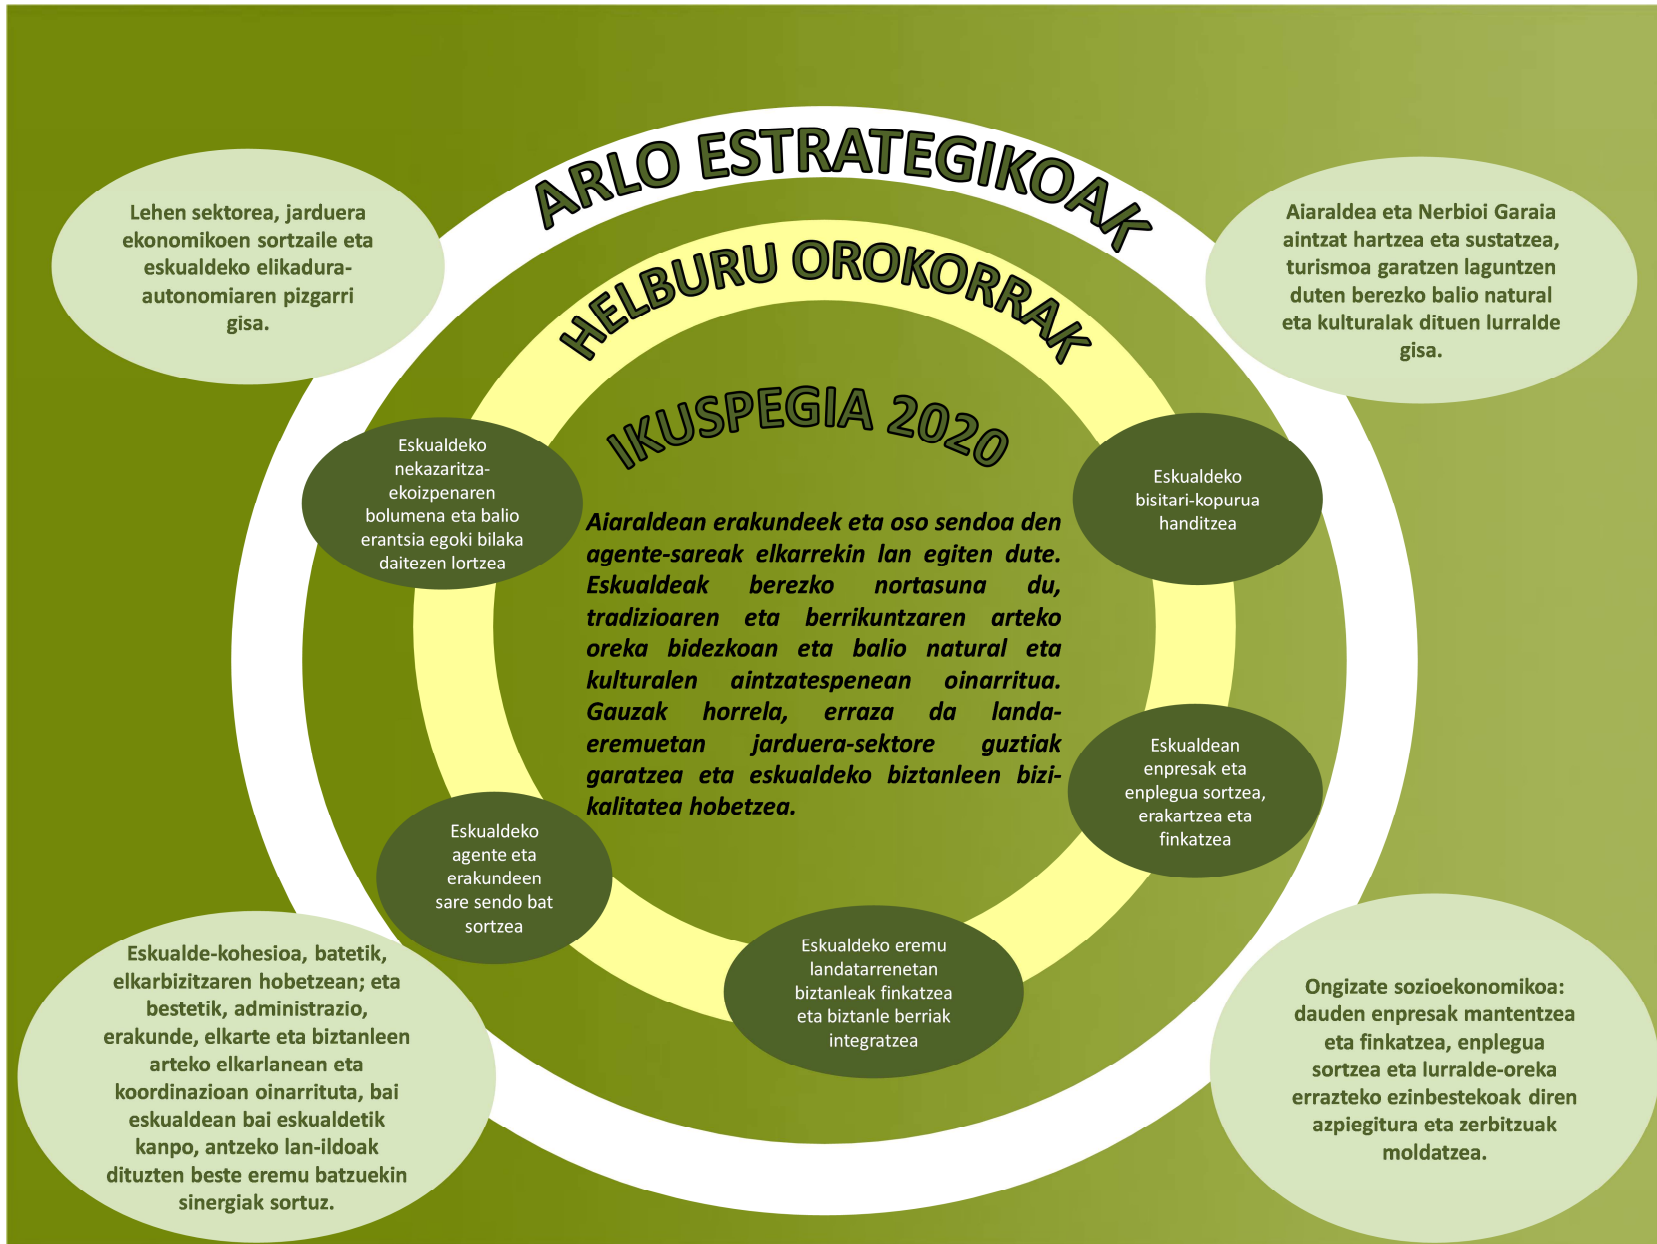 ARLO ESTRATEGIKOAK
HELBURU OROKORRAK
IKUSPEGIA 2020
Lehen sektorea, jarduera
ekonomikoen sortzaile eta
eskualdeko elikadura-
autonomiaren pizgarri
gisa.
Aiaraldea eta Nerbioi Garaia
aintzat hartzea eta sustatzea,
turismoa garatzen laguntzen
duten berezko balio natural
eta kulturalak dituen lurralde
gisa.
Eskualdeko
nekazaritza-
ekoizpenaren
bolumena eta balio
erantsia egoki bilaka
daitezen lortzea
Eskualdeko
bisitari-kopurua
handitzea
Aiaraldean erakundeek eta oso sendoa den
agente-sareak elkarrekin lan egiten dute.
Eskualdeak berezko nortasuna du,
tradizioaren eta berrikuntzaren arteko
oreka bidezkoan eta balio natural eta
kulturalen aintzatespenean oinarritua.
Gauzak horrela, erraza da landa-
eremuetan jarduera-sektore guztiak
garatzea eta eskualdeko biztanleen bizi-
kalitatea hobetzea.
Eskualdean
enpresak eta
enplegua sortzea,
erakartzea eta
finkatzea
Eskualdeko
agente eta
erakundeen
sare sendo bat
sortzea
Eskualdeko eremu
landatarrenetan
biztanleak finkatzea
eta biztanle berriak
integratzea
Eskualde-kohesioa, batetik,
elkarbizitzaren hobetzean; eta
bestetik, administrazio,
erakunde, elkarte eta biztanleen
arteko elkarlanean eta
koordinazioan oinarrituta, bai
eskualdean bai eskualdetik
kanpo, antzeko lan-ildoak
dituzten beste eremu batzuekin
sinergiak sortuz.
Ongizate sozioekonomikoa:
dauden enpresak mantentzea
eta finkatzea, enplegua
sortzea eta lurralde-oreka
errazteko ezinbestekoak diren
azpiegitura eta zerbitzuak
moldatzea.